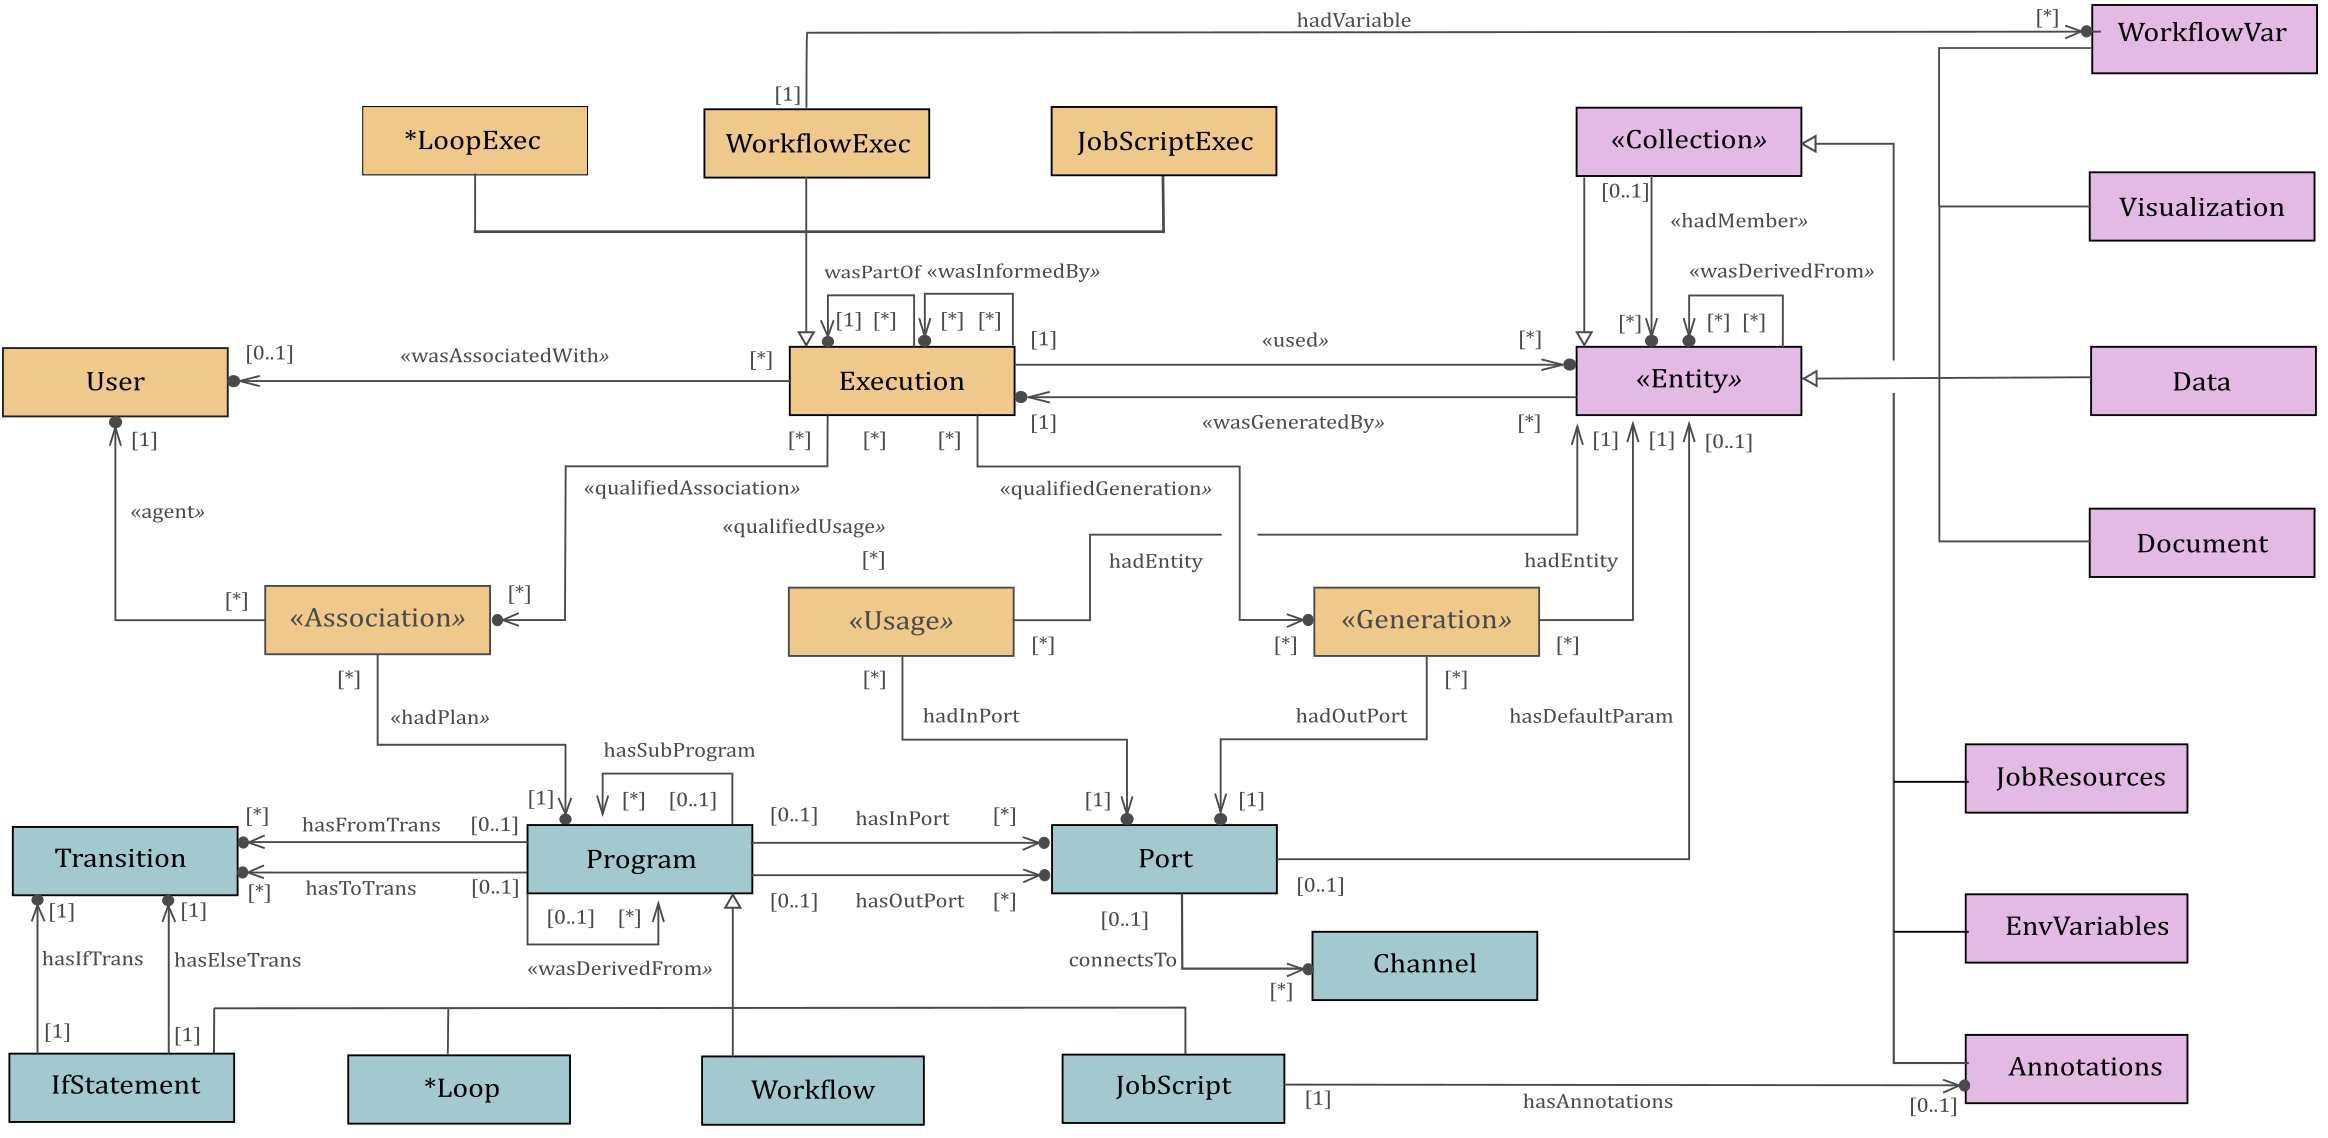 hadVariable
[*]
WorkflowVar
[1]
*LoopExec
WorkflowExec
JobScriptExec
«Collection»
[0..1]
«hadMember»
Visualization
wasPartOf
«wasInformedBy»
«wasDerivedFrom»
[1]
[*]
[*]
[*]
[*]
[*]
[*]
User
[0..1]
«wasAssociatedWith»
[*]
Execution
[1]
«used»
[*]
«Entity»
Data
[1]
«wasGeneratedBy»
[*]
[1]
[*]
[*]
[*]
[1]
[1]
[0..1]
«agent»
«qualifiedAssociation»
«qualifiedGeneration»
«qualifiedUsage»
Document
[*]
hadEntity
hadEntity
[*]
«Association»
[*]
«Usage»
[*]
[*]
«Generation»
[*]
[*]
[*]
[*]
«hadPlan»
hadInPort
hadOutPort
hasDefaultParam
hasSubProgram
JobResources
[1]
[*]
[0..1]
[1]
[1]
[*]
hasFromTrans
[0..1]
[0..1]
hasInPort
[*]
Transition
Program
Port
[*]
hasToTrans
[0..1]
[0..1]
hasOutPort
[*]
[0..1]
[1]
[1]
[0..1]
[*]
[0..1]
EnvVariables
hasIfTrans
hasElseTrans
«wasDerivedFrom»
connectsTo
Channel
[*]
[1]
[1]
IfStatement
*Loop
Workflow
JobScript
Annotations
[1]
hasAnnotations
[0..1]